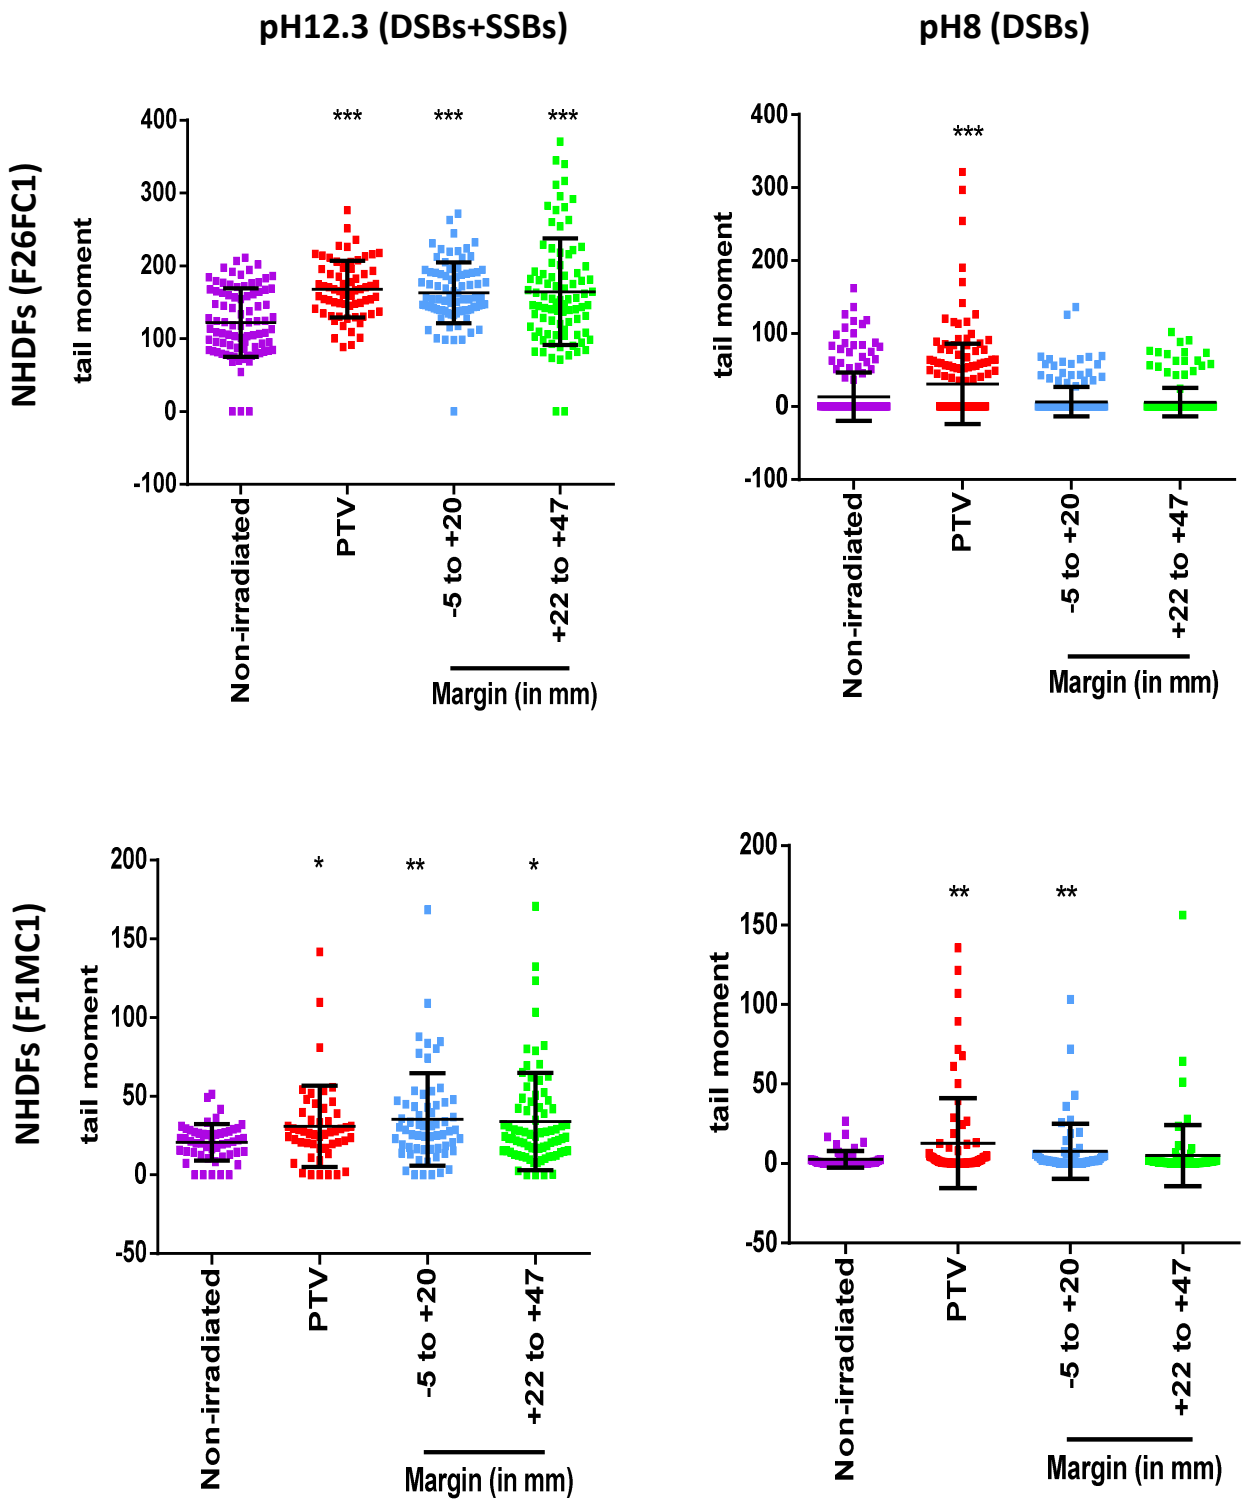 pH12.3 (DSBs+SSBs)
pH8 (DSBs)
NHDFs (F26FC1)
tail moment
400
300
200
100
0
-100
***
***
***
Non-irradiated
PTV
-5 to +20
+22 to +47
Margin (in mm)
tail moment
400
300
200
100
0
-100
***
Non-irradiated
PTV
-5 to +20
+22 to +47
Margin (in mm)
NHDFs (F1MC1)
tail moment
200
150
100
50
0
-50
*
**
*
Non-irradiated
PTV
-5 to +20
+22 to +47
Margin (in mm)
tail moment
200
150
100
50
0
-50
**
**
Non-irradiated
PTV
-5 to +20
+22 to +47
Margin (in mm)